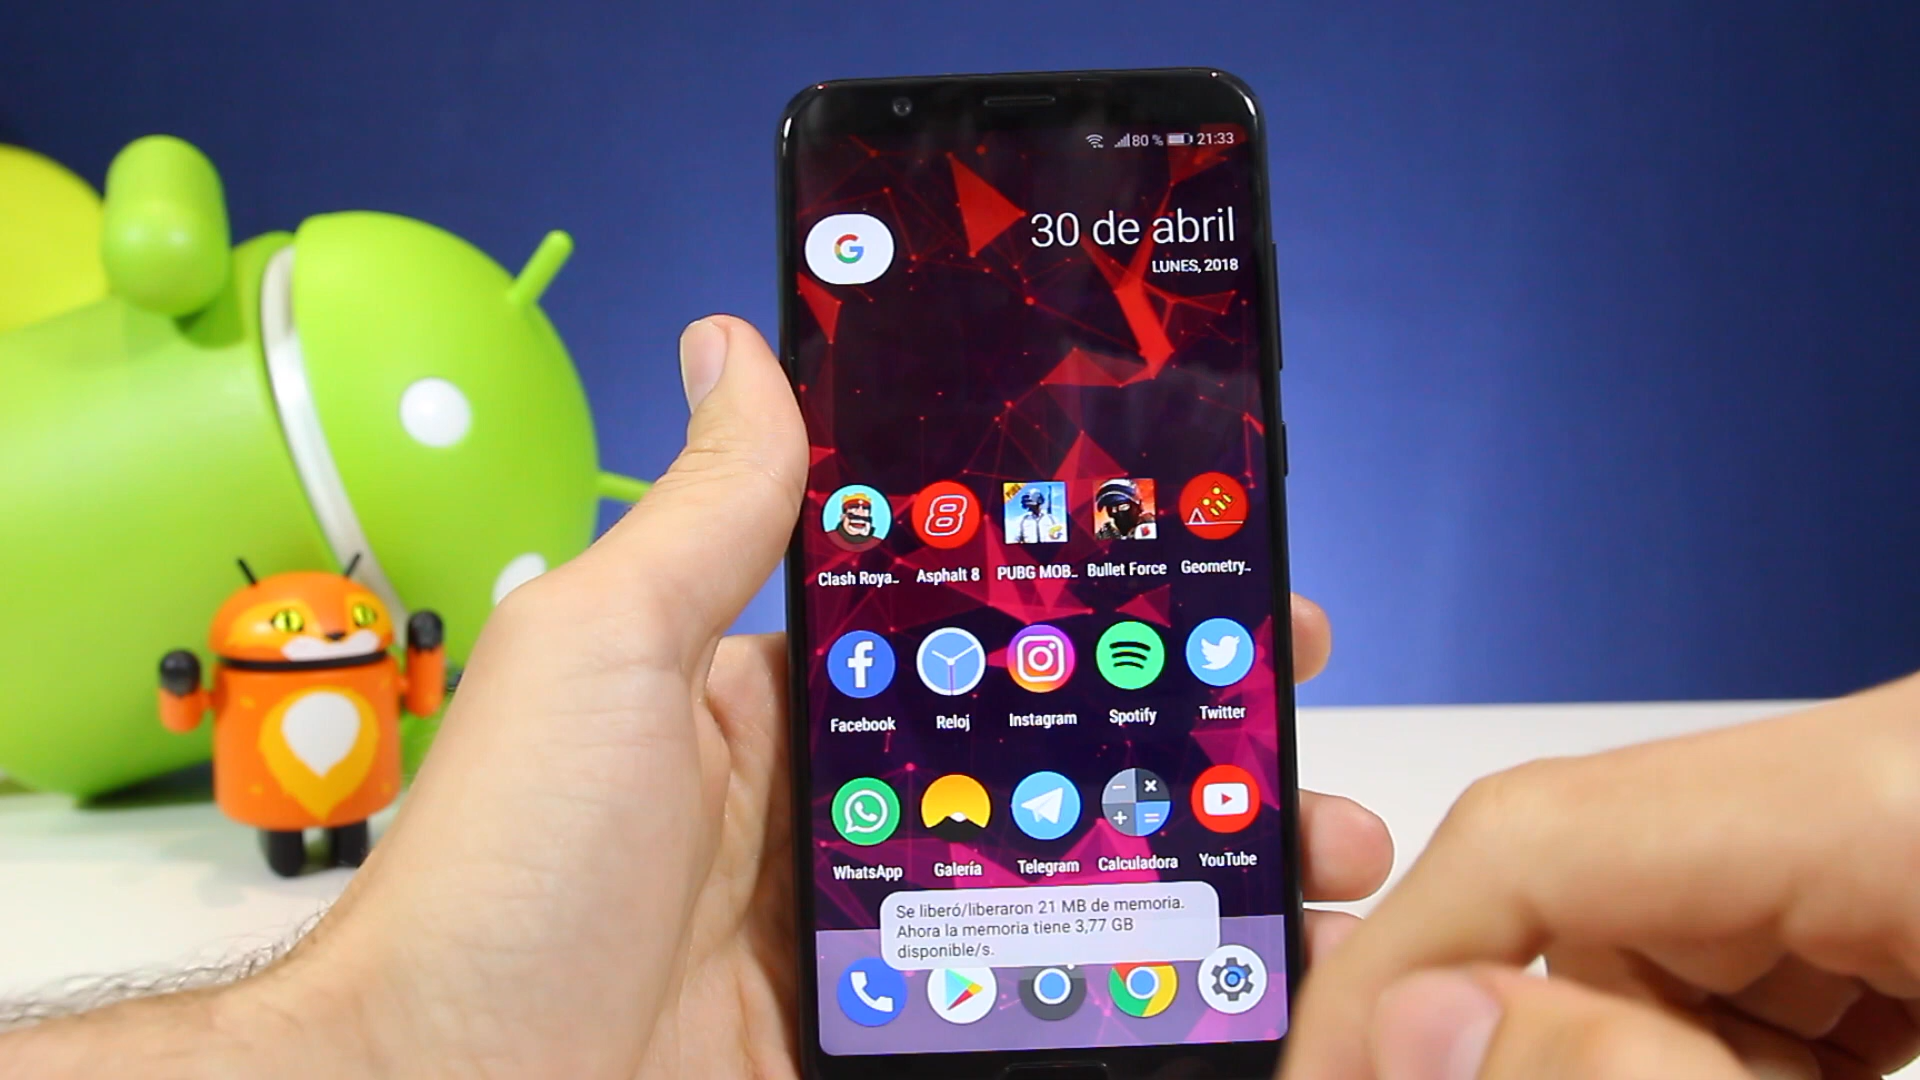 80 % 21:33
30 de abril
LUNES, 2018
G
Clash Roya..
Asphalt 8
PUBG MOB..
Bullet Force
Geometry..
8
Facebook
Reloj
Instagram
Spotify
Twitter
WhatsApp
Galería
Telegram
Calculadora
YouTube
Se liberó/liberaron 21 MB de memoria.
Ahora la memoria tiene 3,77 GB
disponible/s.